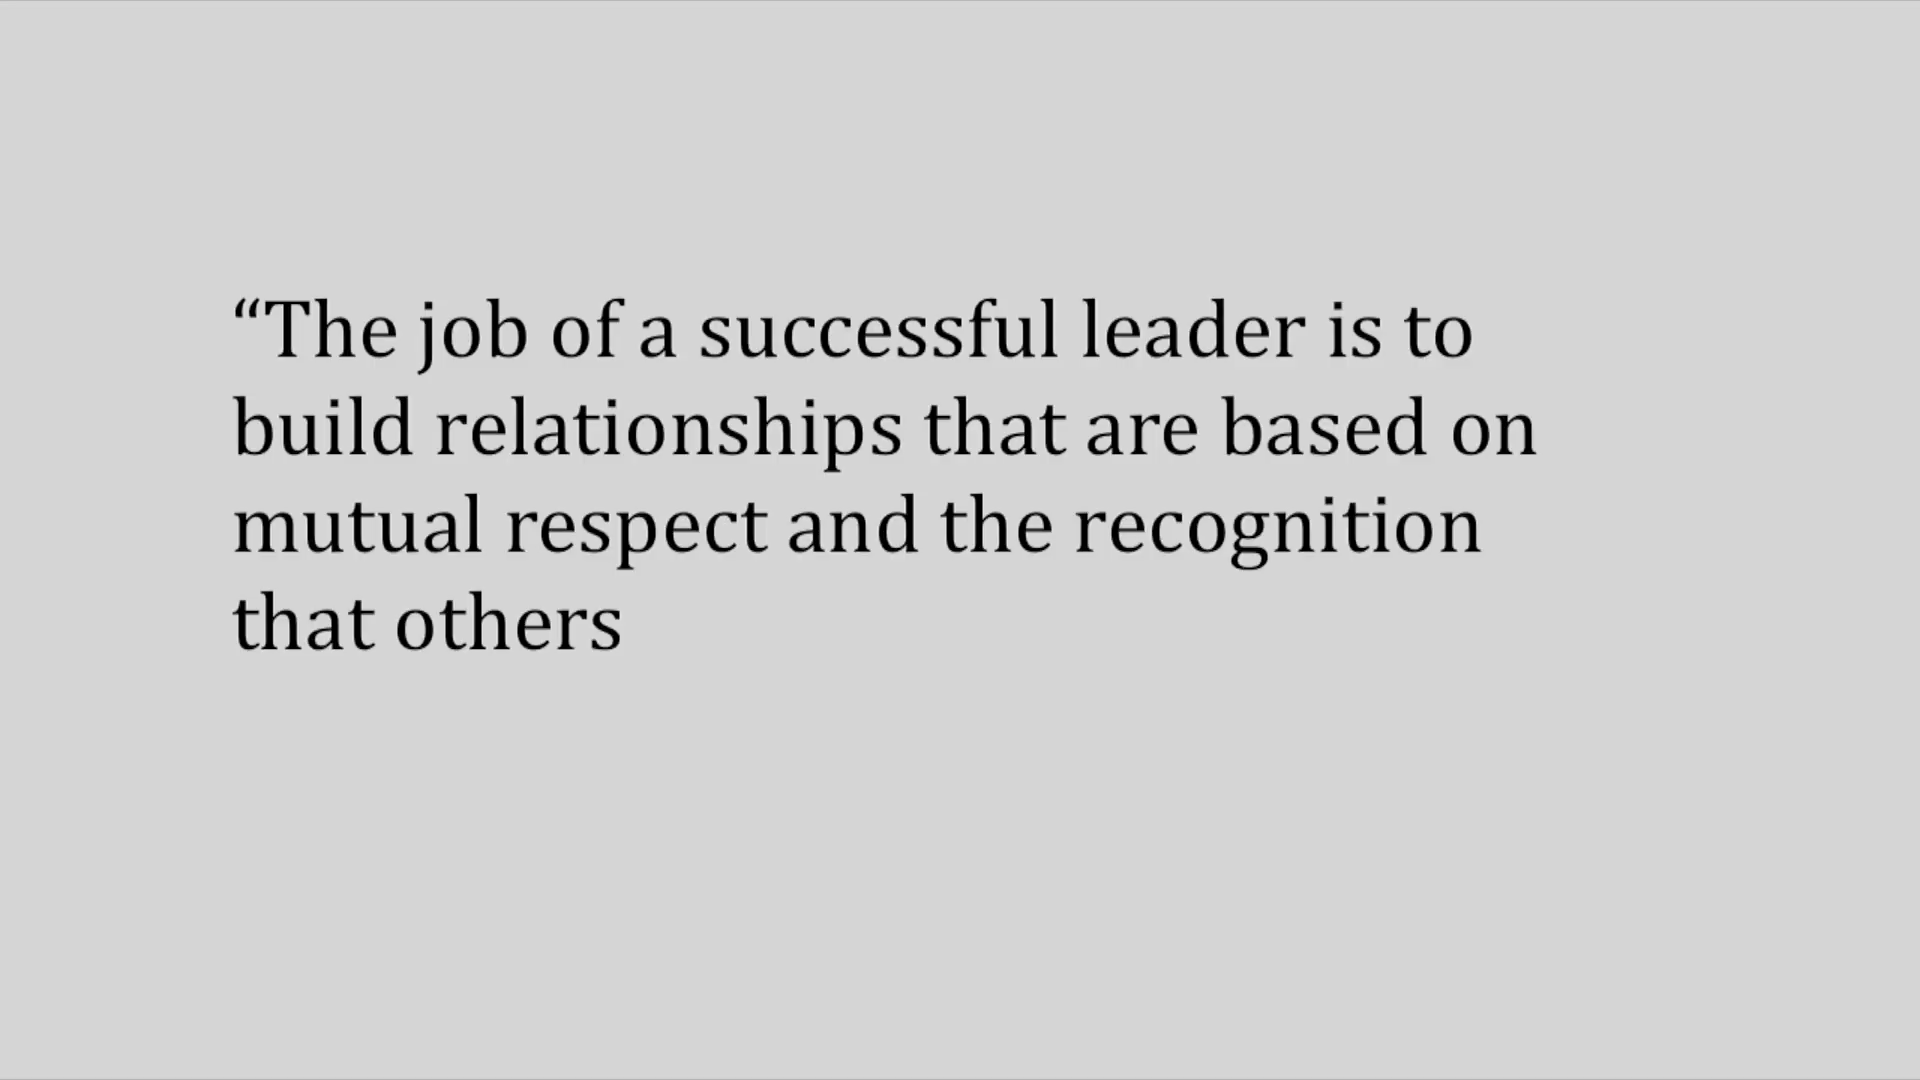 “The job of a successful leader is to
build relationships that are based on
mutual respect and the recognition
that others